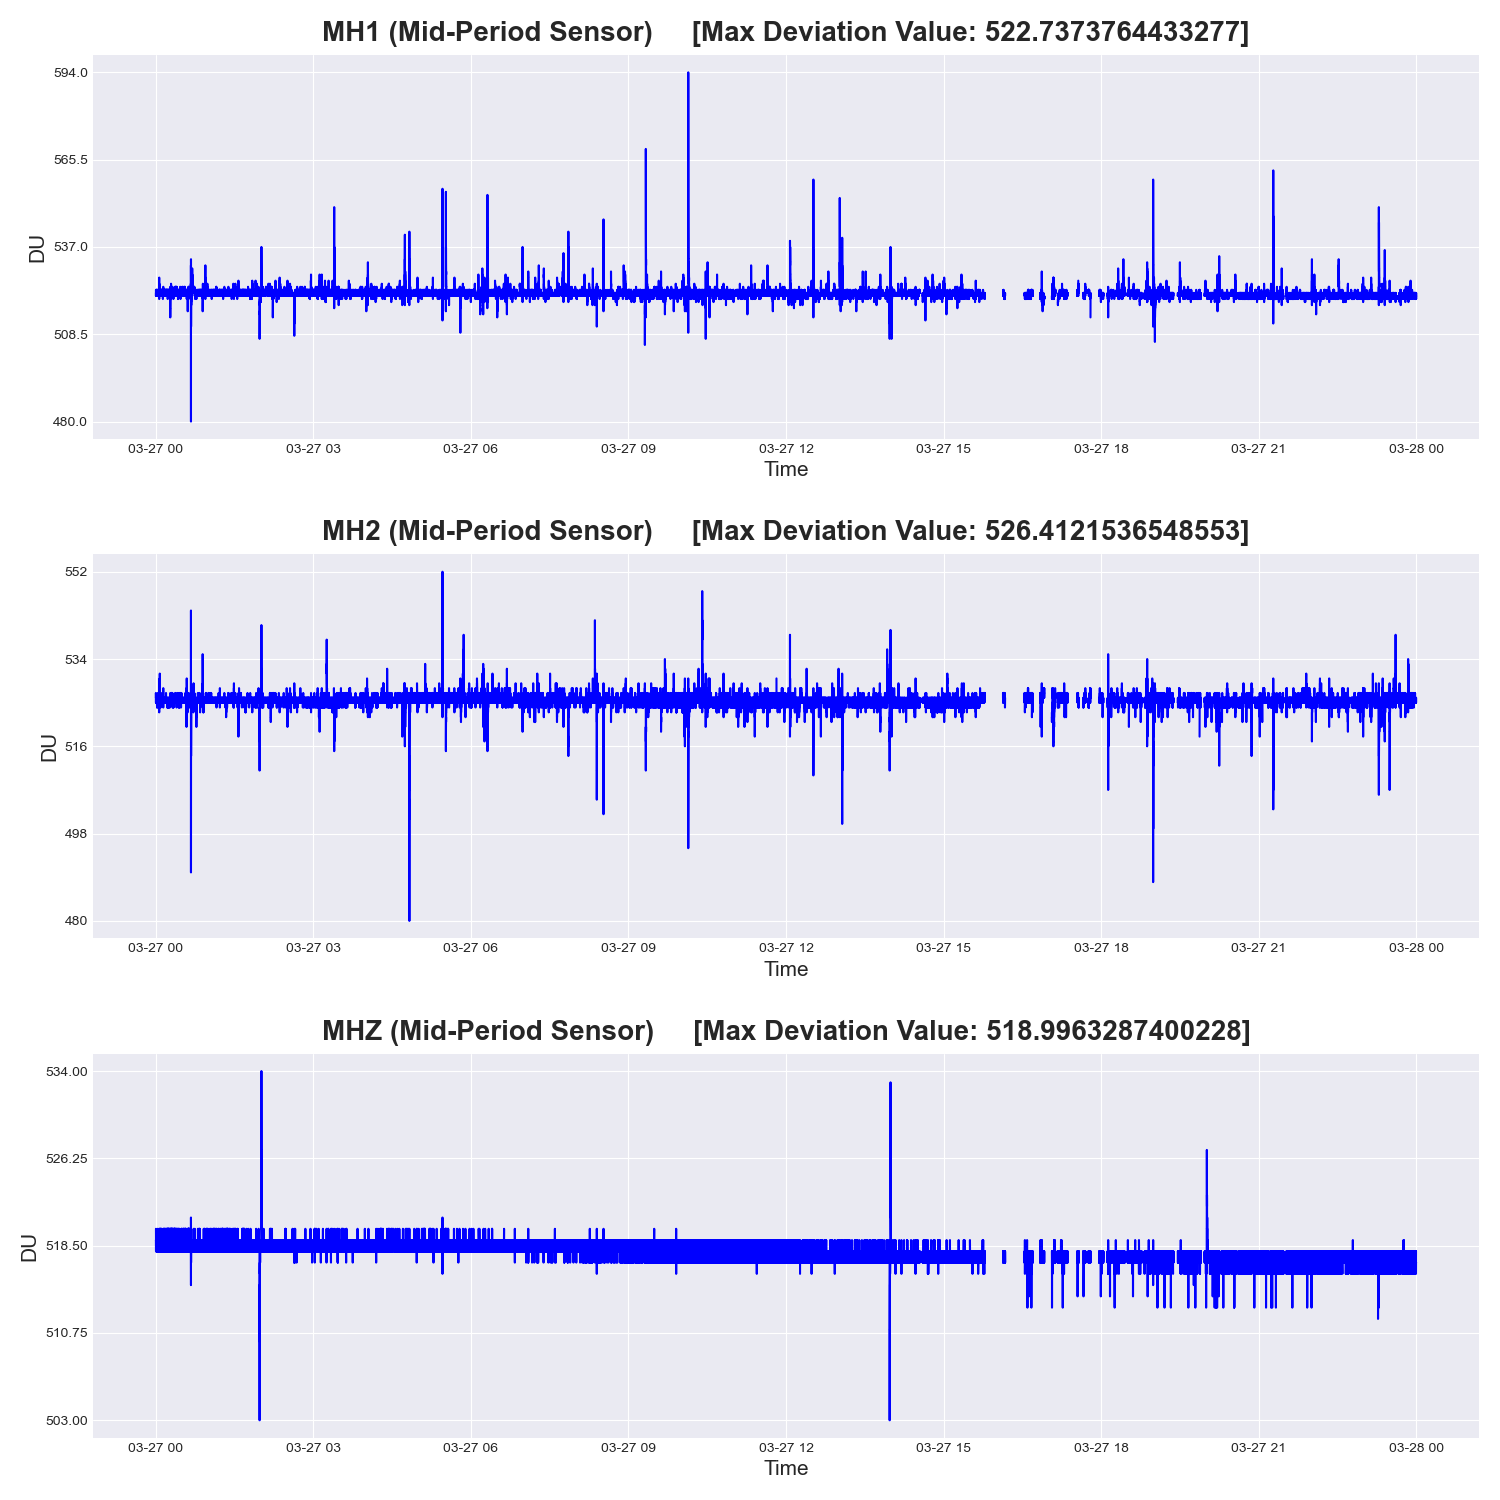 MH1 (Mid-Period Sensor) [Max Deviation Value: 522.7373764433277]
594.0
565.5
537.0
508.5
480.0
DU
03-27 00 03-27 03 03-27 06 03-27 09 03-27 12 03-27 15 03-27 18 03-27 21 03-28 00
Time
MH2 (Mid-Period Sensor) [Max Deviation Value: 526.4121536548553]
552
534
516
498
480
DU
03-27 00 03-27 03 03-27 06 03-27 09 03-27 12 03-27 15 03-27 18 03-27 21 03-28 00
Time
MHZ (Mid-Period Sensor) [Max Deviation Value: 518.9963287400228]
534.00
526.25
518.50
510.75
503.00
DU
03-27 00 03-27 03 03-27 06 03-27 09 03-27 12 03-27 15 03-27 18 03-27 21 03-28 00
Time